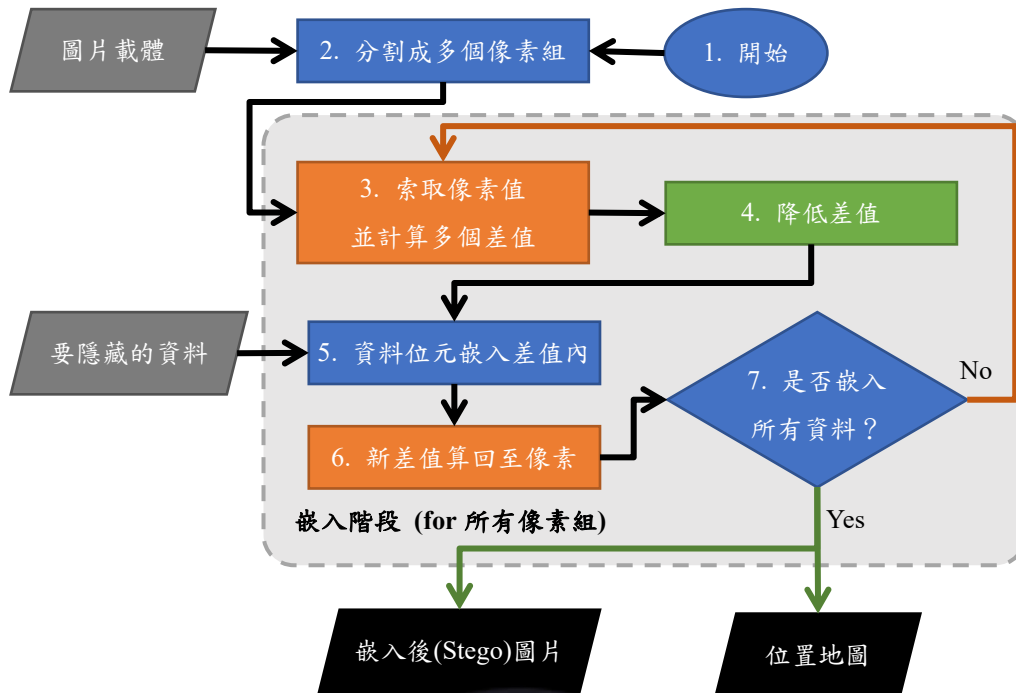 圖片載體
2. 分割成多個像素組
1. 開始
3. 索取像素值
並計算多個差值
4. 降低差值
要隱藏的資料
5. 資料位元嵌入差值內
7. 是否嵌入
所有資料？
No
6. 新差值算回至像素
嵌入階段 (for 所有像素組)
Yes
嵌入後(Stego)圖片
位置地圖